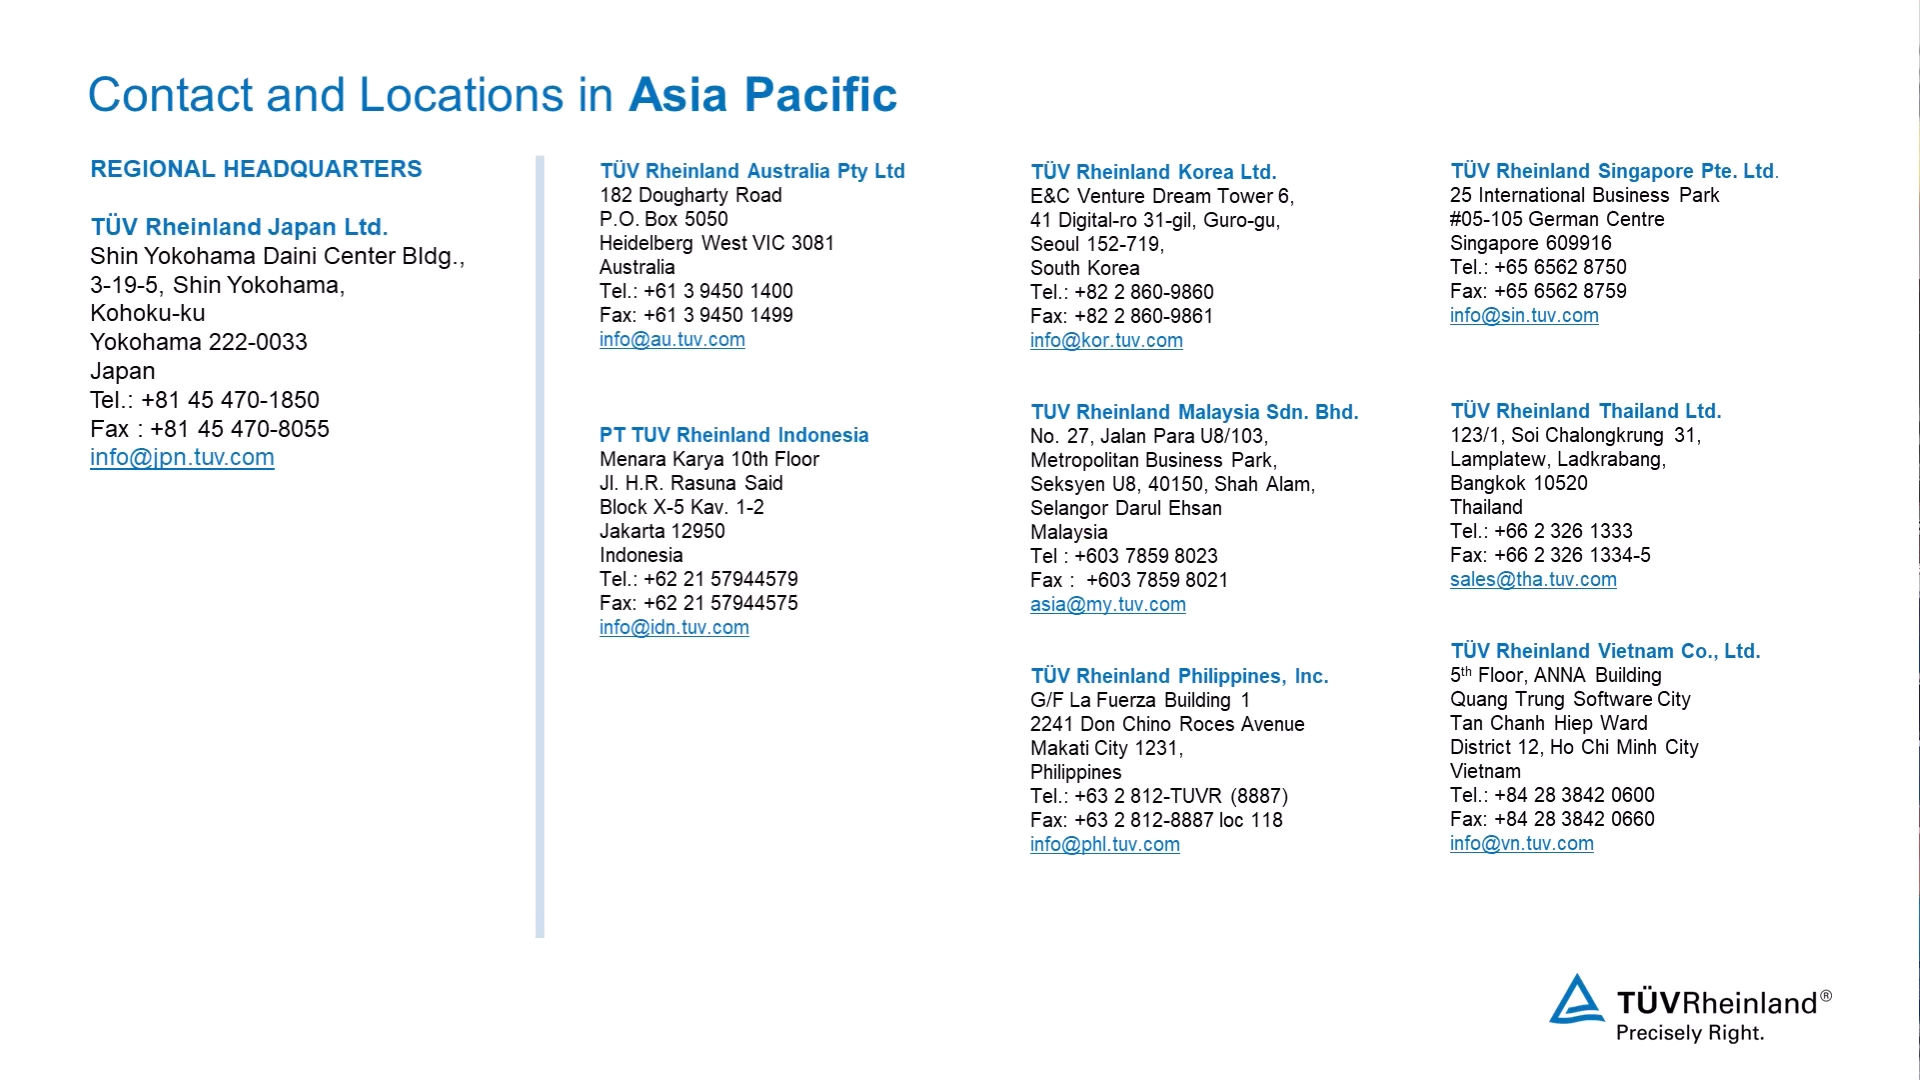 Contact and Locations in Asia Pacific
REGIONAL HEADQUARTERS
TÜV Rheinland Japan Ltd.
Shin Yokohama Daini Center Bldg.,
3-19-5, Shin Yokohama,
Kohoku-ku
Yokohama 222-0033
Japan
Tel.: +81 45 470-1850
Fax : +81 45 470-8055
info@jpn.tuv.com
TÜV Rheinland Australia Pty Ltd
182 Dougharty Road
P.O. Box 5050
Heidelberg West VIC 3081
Australia
Tel.: +61 3 9450 1400
Fax: +61 3 9450 1499
info@au.tuv.com
PT TUV Rheinland Indonesia
Menara Karya 10th Floor
Jl. H.R. Rasuna Said
Block X-5 Kav. 1-2
Jakarta 12950
Indonesia
Tel.: +62 21 57944579
Fax: +62 21 57944575
info@idn.tuv.com
TÜV Rheinland Korea Ltd.
E&C Venture Dream Tower 6,
41 Digital-ro 31-gil, Guro-gu,
Seoul 152-719,
South Korea
Tel.: +82 2 860-9860
Fax: +82 2 860-9861
info@kor.tuv.com
TUV Rheinland Malaysia Sdn. Bhd.
No. 27, Jalan Para U8/103,
Metropolitan Business Park,
Seksyen U8, 40150, Shah Alam,
Selangor Darul Ehsan
Malaysia
Tel : +603 7859 8023
Fax : +603 7859 8021
asia@my.tuv.com
TÜV Rheinland Philippines, Inc.
G/F La Fuerza Building 1
2241 Don Chino Roces Avenue
Makati City 1231,
Philippines
Tel.: +63 2 812-TUVR (8887)
Fax: +63 2 812-8887 loc 118
info@phl.tuv.com
TÜV Rheinland Singapore Pte. Ltd.
25 International Business Park
#05-105 German Centre
Singapore 609916
Tel.: +65 6562 8750
Fax: +65 6562 8759
info@sin.tuv.com
TÜV Rheinland Thailand Ltd.
123/1, Soi Chalongkrung 31,
Lamplatew, Ladkrabang,
Bangkok 10520
Thailand
Tel.: +66 2 326 1333
Fax: +66 2 326 1334-5
sales@tha.tuv.com
TÜV Rheinland Vietnam Co., Ltd.
5th Floor, ANNA Building
Quang Trung Software City
Tan Chanh Hiep Ward
District 12, Ho Chi Minh City
Vietnam
Tel.: +84 28 3842 0600
Fax: +84 28 3842 0660
info@vn.tuv.com
TÜVRheinland®
Precisely Right.